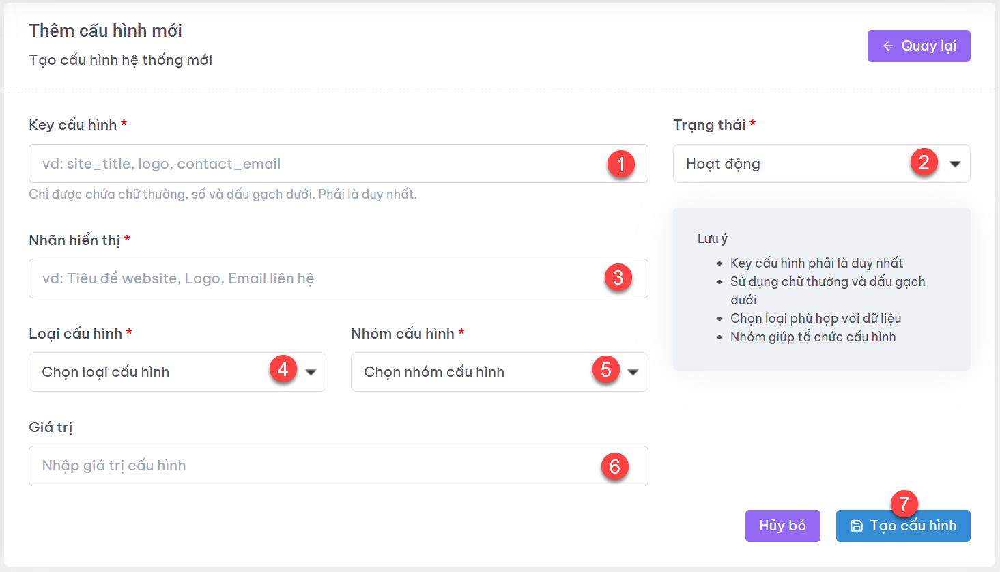 Thêm cấu hình mới
Tạo cấu hình hệ thống mới
← Quay lại
Key cấu hình *
vd: site_title, logo, contact_email
1
Chỉ được chứa chữ thường, số và dấu gạch dưới. Phải là duy nhất.
Trạng thái *
Hoạt động
2
Nhãn hiển thị *
vd: Tiêu đề website, Logo, Email liên hệ
3
Lưu ý
• Key cấu hình phải là duy nhất
• Sử dụng chữ thường và dấu gạch
dưới
• Chọn loại phù hợp với dữ liệu
• Nhóm giúp tổ chức cấu hình
Loại cấu hình *
Chọn loại cấu hình
4
Nhóm cấu hình *
Chọn nhóm cấu hình
5
Giá trị
Nhập giá trị cấu hình
6
7
Hủy bỏ
Tạo cấu hình